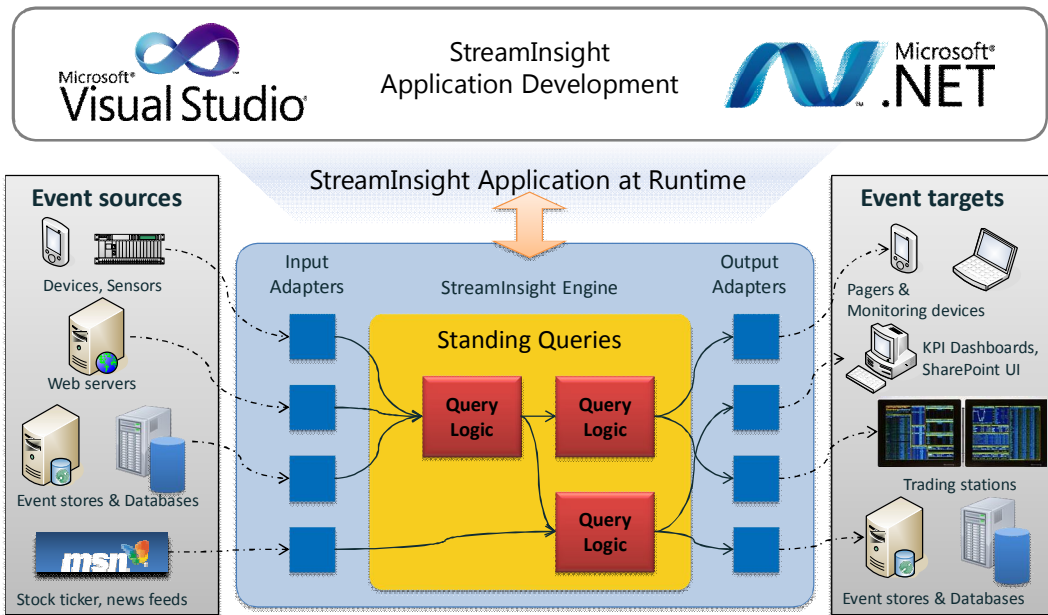 Microsoft®
Visual Studio®
StreamInsight
Application Development
Microsoft®
.NET
StreamInsight Application at Runtime
Event sources
Devices, Sensors
Web servers
Event stores & Databases
msn
Stock ticker, news feeds
Input
Adapters
StreamInsight Engine
Output
Adapters
Standing Queries
Query
Logic
Query
Logic
Query
Logic
Event targets
Pagers &
Monitoring devices
KPI Dashboards,
SharePoint UI
Trading stations
Event stores & Databases